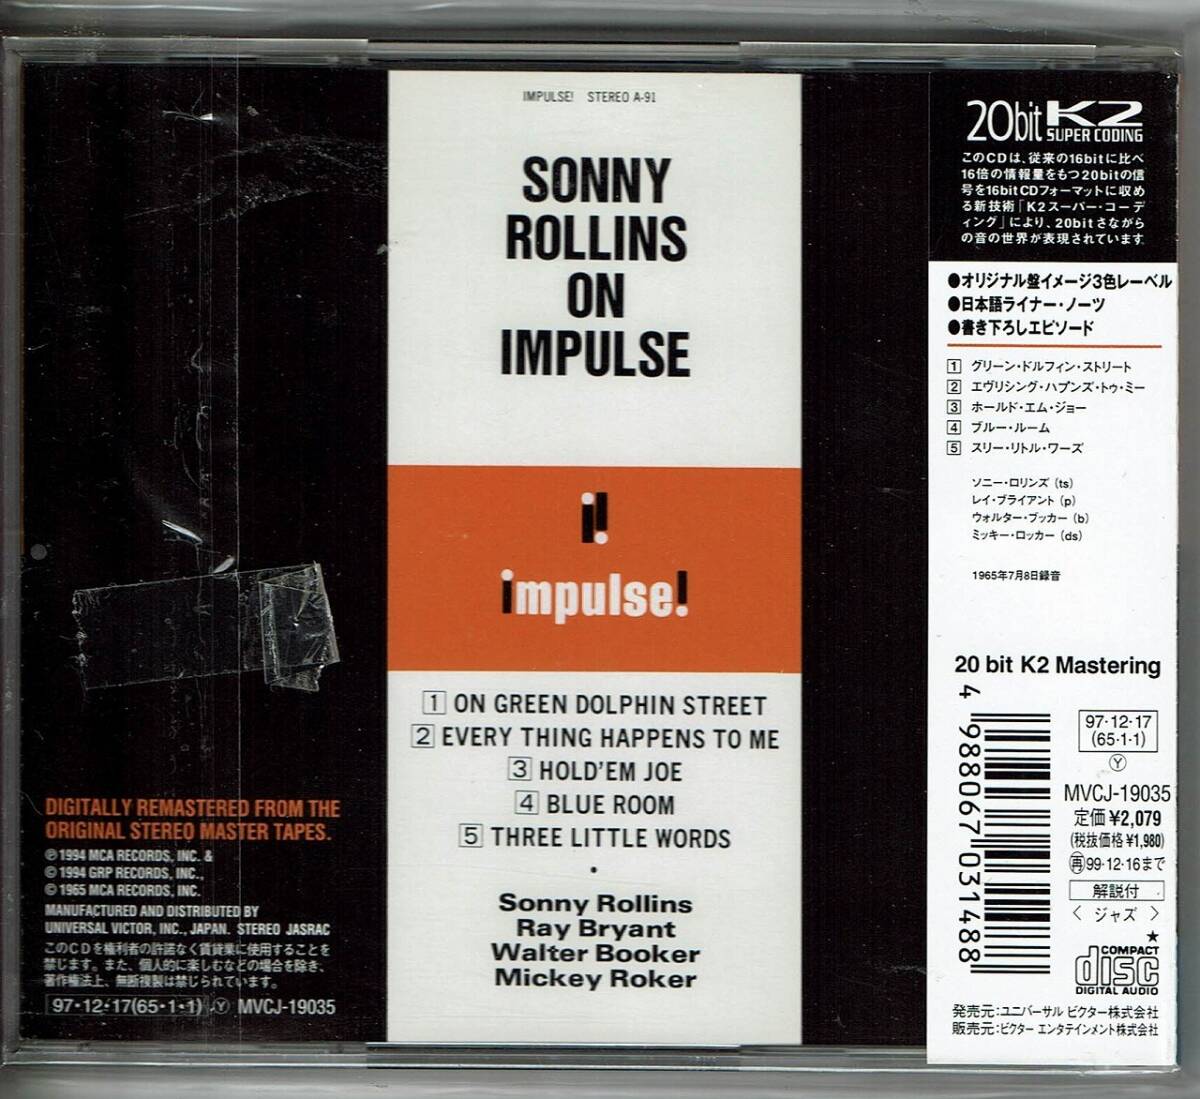 IMPULSE! STEREO A-91
SONNY
ROLLINS
ON
IMPULSE
i!
impulse!
1 ON GREEN DOLPHIN STREET
2 EVERY THING HAPPENS TO ME
3 HOLD'EM JOE
4 BLUE ROOM
5 THREE LITTLE WORDS
•
Sonny Rollins
Ray Bryant
Walter Booker
Mickey Roker
DIGITALLY REMASTERED FROM THE
ORIGINAL STEREO MASTER TAPES.
℗1994 MCA RECORDS, INC. &
©1994 GRP RECORDS, INC.,
©1965 MCA RECORDS, INC.
MANUFACTURED AND DISTRIBUTED BY
UNIVERSAL VICTOR, INC., JAPAN. STEREO JASRAC
このCDを権利者の許諾なく賃貸業に使用することを
禁じます。また、個人的に楽しむなどの場合を除き、
著作権法上、無断複製は禁じられています。
97・12・17(65・1・1) Ⓨ MVCJ-19035
20bit K2
SUPER CODING
このCDは、従来の16bitに比べ
16倍の情報量をもつ20bitの信
号を16bitCDフォーマットに収め
る新技術「K2スーパー・コーデ
ィング」により、20bitさながら
の音の世界が表現されています
●オリジナル盤イメージ3色レーベル
●日本語ライナー・ノーツ
●書き下ろしエピソード
1 グリーン・ドルフィン・ストリート
2 エヴリシング・ハプンズ・トゥ・ミー
3 ホールド・エム・ジョー
4 ブルー・ルーム
5 スリー・リトル・ワーズ
ソニー・ロリンズ (ts)
レイ・ブライアント (p)
ウォルター・ブッカー (b)
ミッキー・ロッカー (ds)
1965年7月8日録音
20 bit K2 Mastering
4 988067 031488
97・12・17
(65・1・1)
Ⓨ
MVCJ-19035
定価¥2,079
(税抜価格¥1,980)
再99・12・16まで
解説付
〈 ジャズ 〉
★
COMPACT
disc
DIGITAL AUDIO
発売元:ユニバーサル ビクター株式会社
販売元:ビクター エンタテインメント株式会社